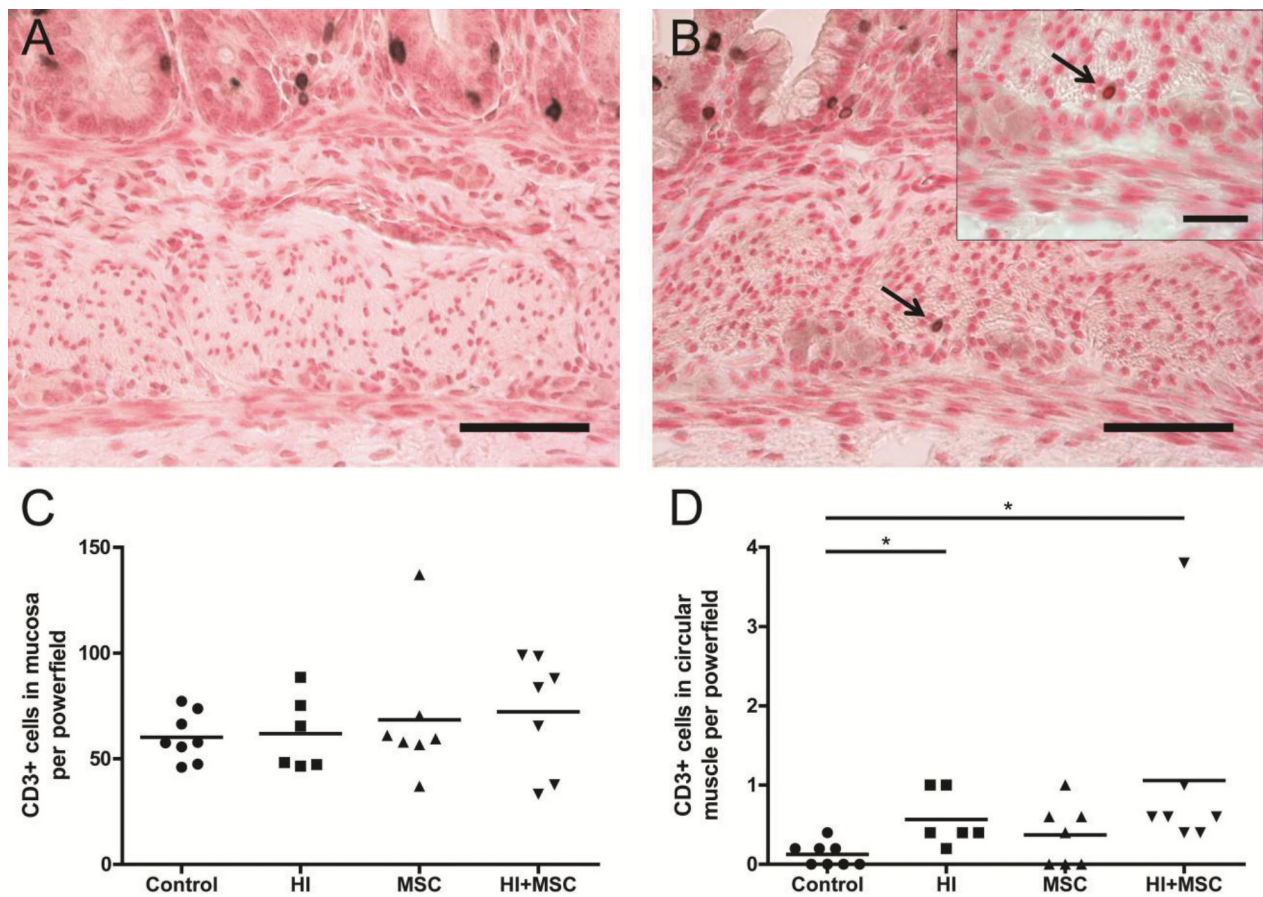 A
B
C
CD3+ cells in mucosa
per powerfield
150
100
50
0
Control
HI
MSC
HI+MSC
D
*
*
CD3+ cells in circular
muscle per powerfield
4
3
2
1
0
Control
HI
MSC
HI+MSC